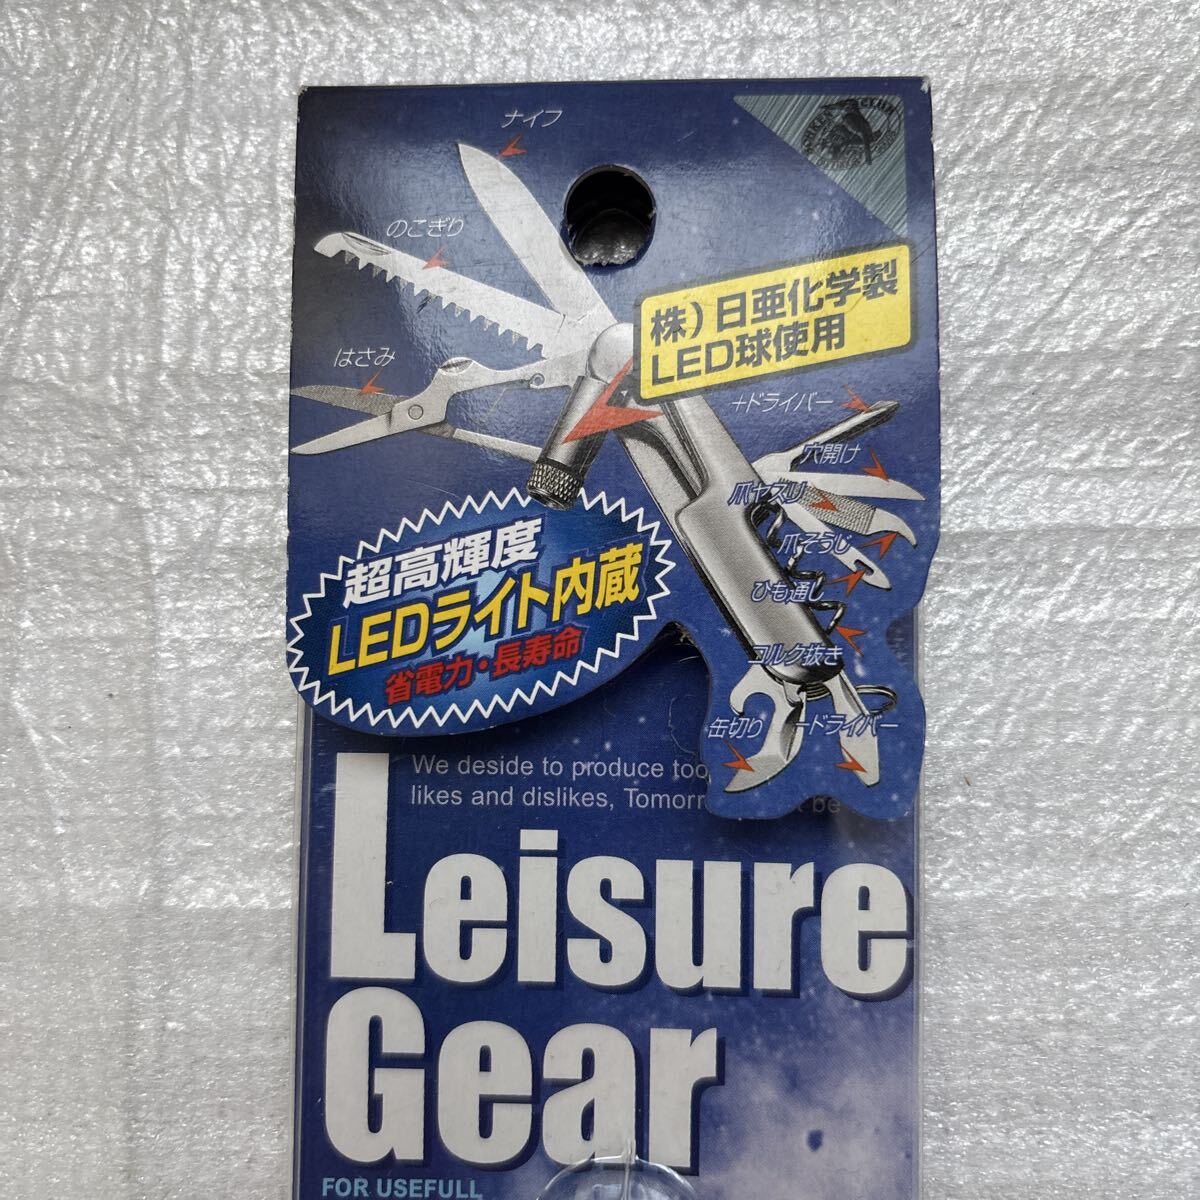 ナイフ
のこぎり
はさみ
株）日亜化学製
LED球使用
+ドライバー
穴開け
爪ヤスリ
爪そうじ
ひも通し
コルク抜き
缶切り
-ドライバー
超高輝度
LEDライト内蔵
省電力・長寿命
We deside to produce too
likes and dislikes, Tomorr be
Leisure
Gear
FOR USEFULL